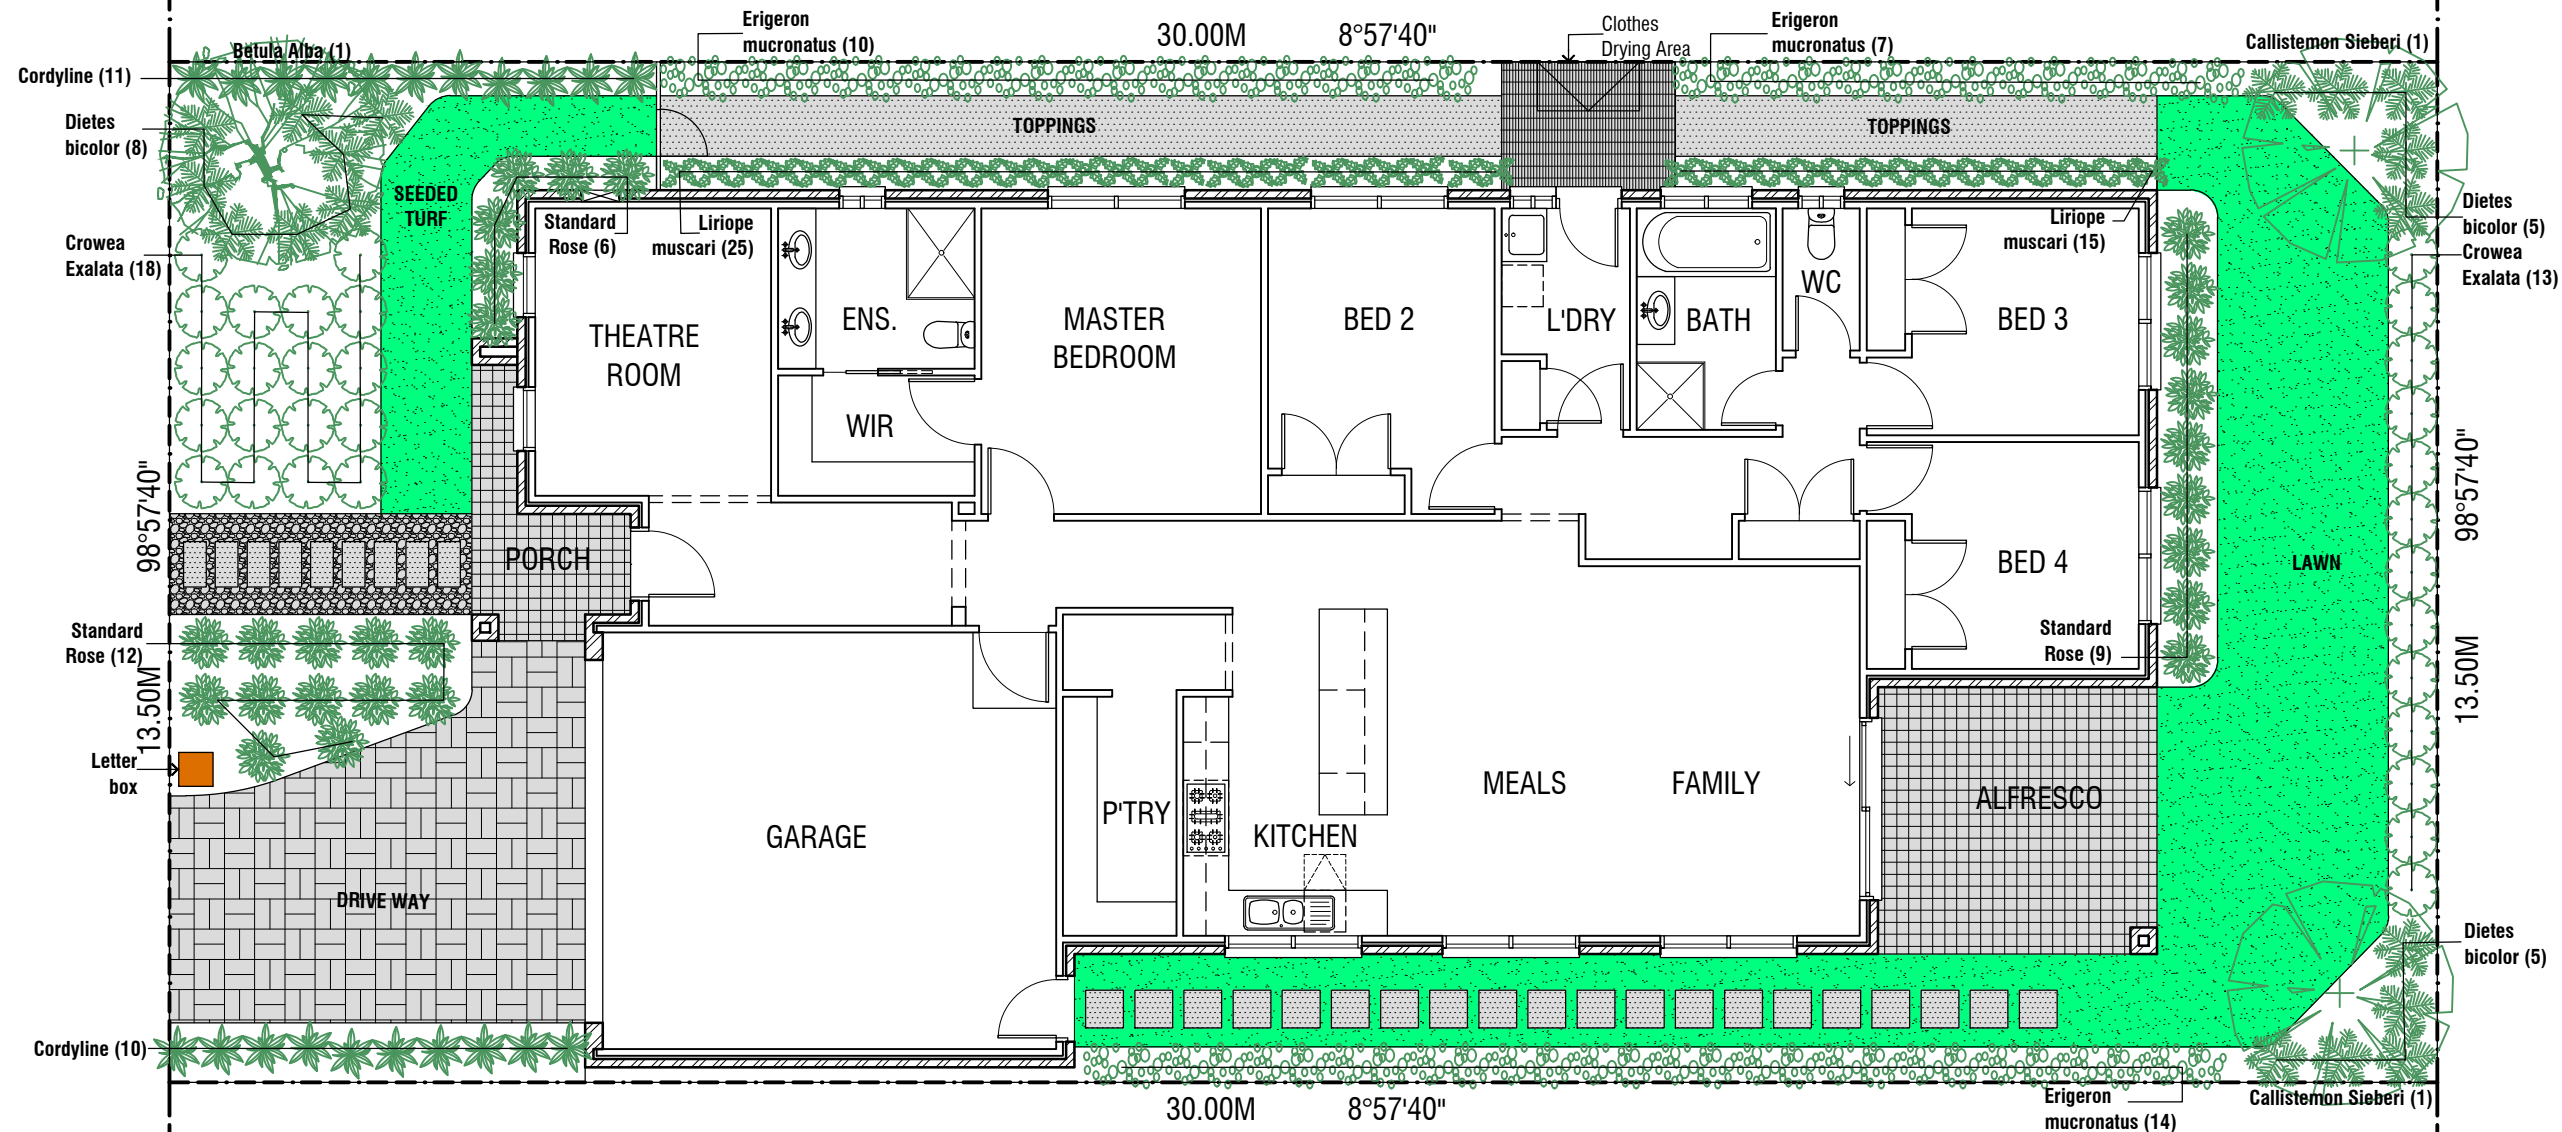 Erigeron
mucronatus (10)
30.00M 8°57'40"
Clothes
Drying Area
Erigeron
mucronatus (7)
Callistemon Sieberi (1)
Betula Alba (1)
Cordyline (11)
Dietes
bicolor (8)
TOPPINGS
TOPPINGS
SEEDED
TURF
Crowea
Exalata (18)
Standard
Rose (6)
Liriope
muscari (25)
Liriope
muscari (15)
Dietes
bicolor (5)
Crowea
Exalata (13)
THEATRE
ROOM
ENS.
WIR
MASTER
BEDROOM
BED 2
L'DRY
BATH
WC
BED 3
98°57'40"
98°57'40"
PORCH
BED 4
LAWN
Standard
Rose (12)
Standard
Rose (9)
13.50M
13.50M
Letter
box
GARAGE
P'TRY
KITCHEN
MEALS
FAMILY
ALFRESCO
DRIVE WAY
Dietes
bicolor (5)
Cordyline (10)
30.00M 8°57'40"
Erigeron
mucronatus (14)
Callistemon Sieberi (1)